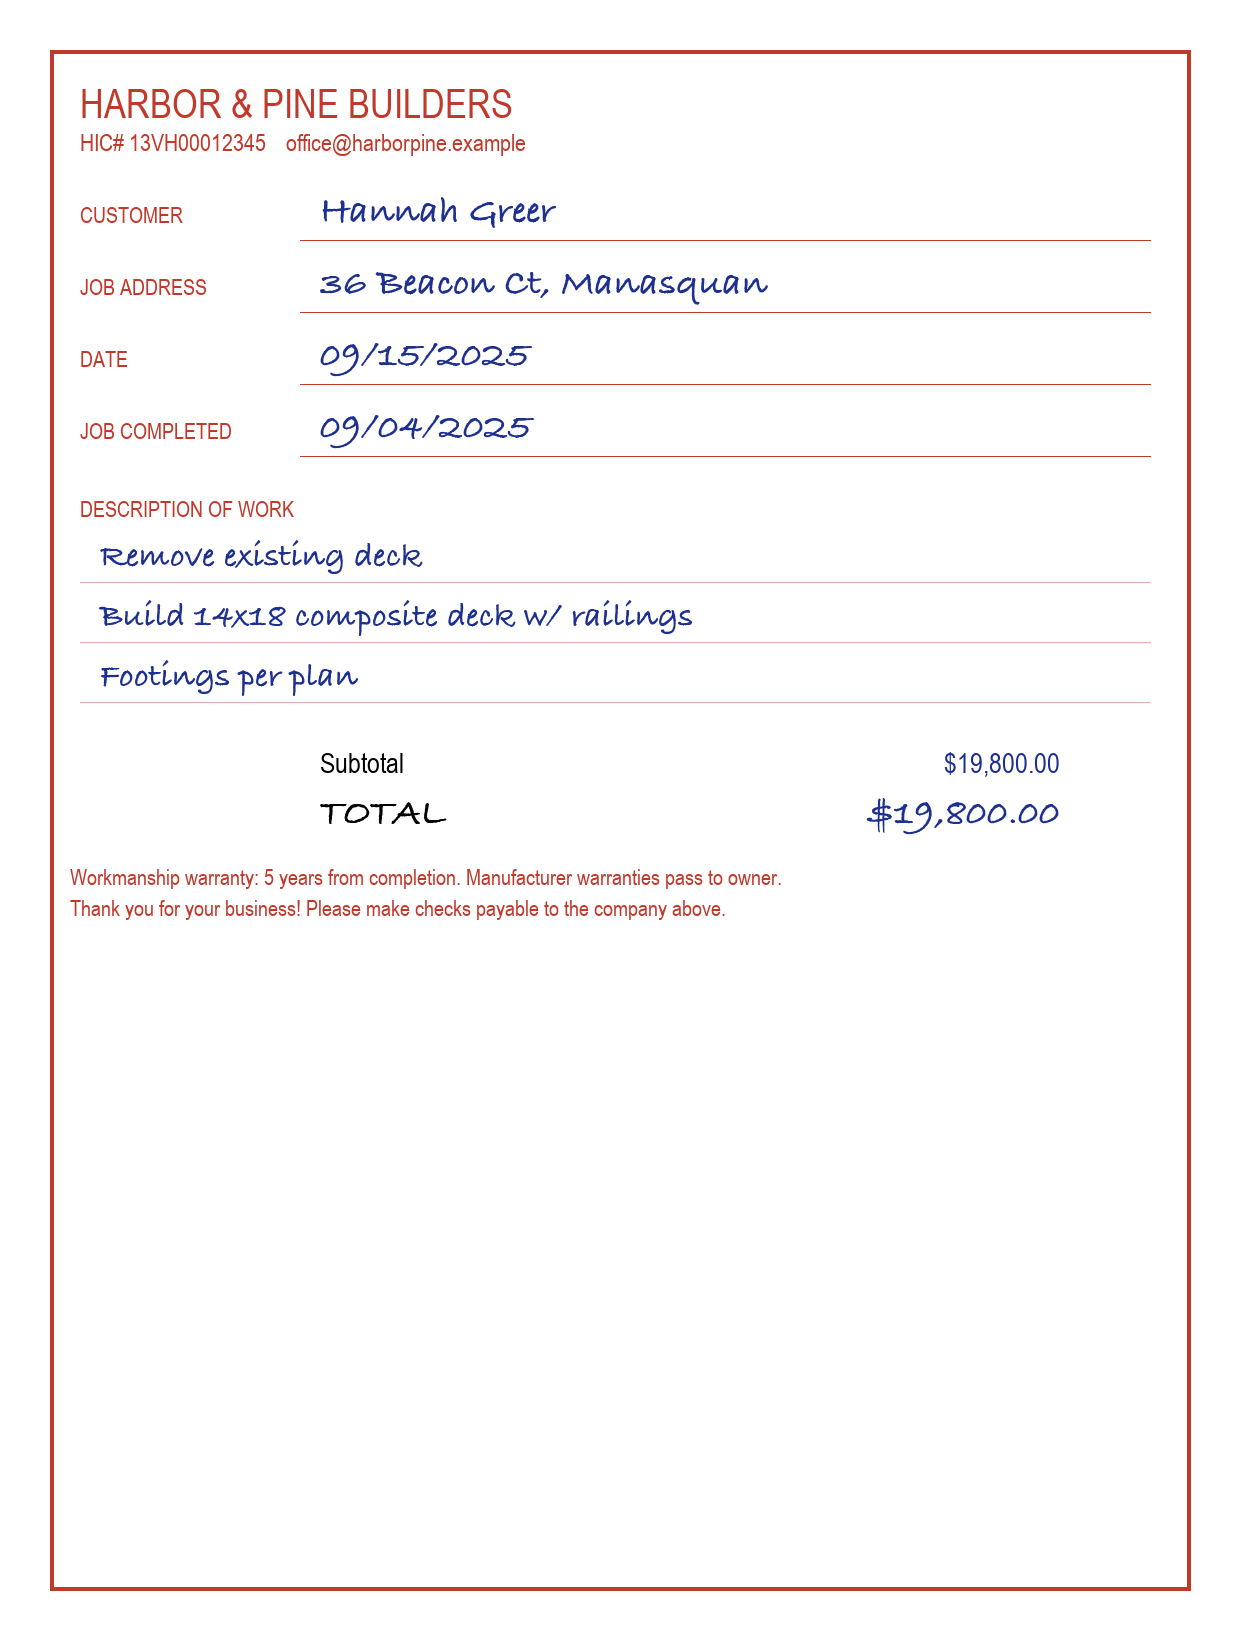 HARBOR & PINE BUILDERS
HIC# 13VH00012345 office@harborpine.example
CUSTOMER Hannah Greer
JOB ADDRESS 36 Beacon Ct, Manasquan
DATE 09/15/2025
JOB COMPLETED 09/04/2025
DESCRIPTION OF WORK
Remove existing deck
Build 14x18 composite deck w/ railings
Footings per plan
Subtotal $19,800.00
TOTAL $19,800.00
Workmanship warranty: 5 years from completion. Manufacturer warranties pass to owner.
Thank you for your business! Please make checks payable to the company above.